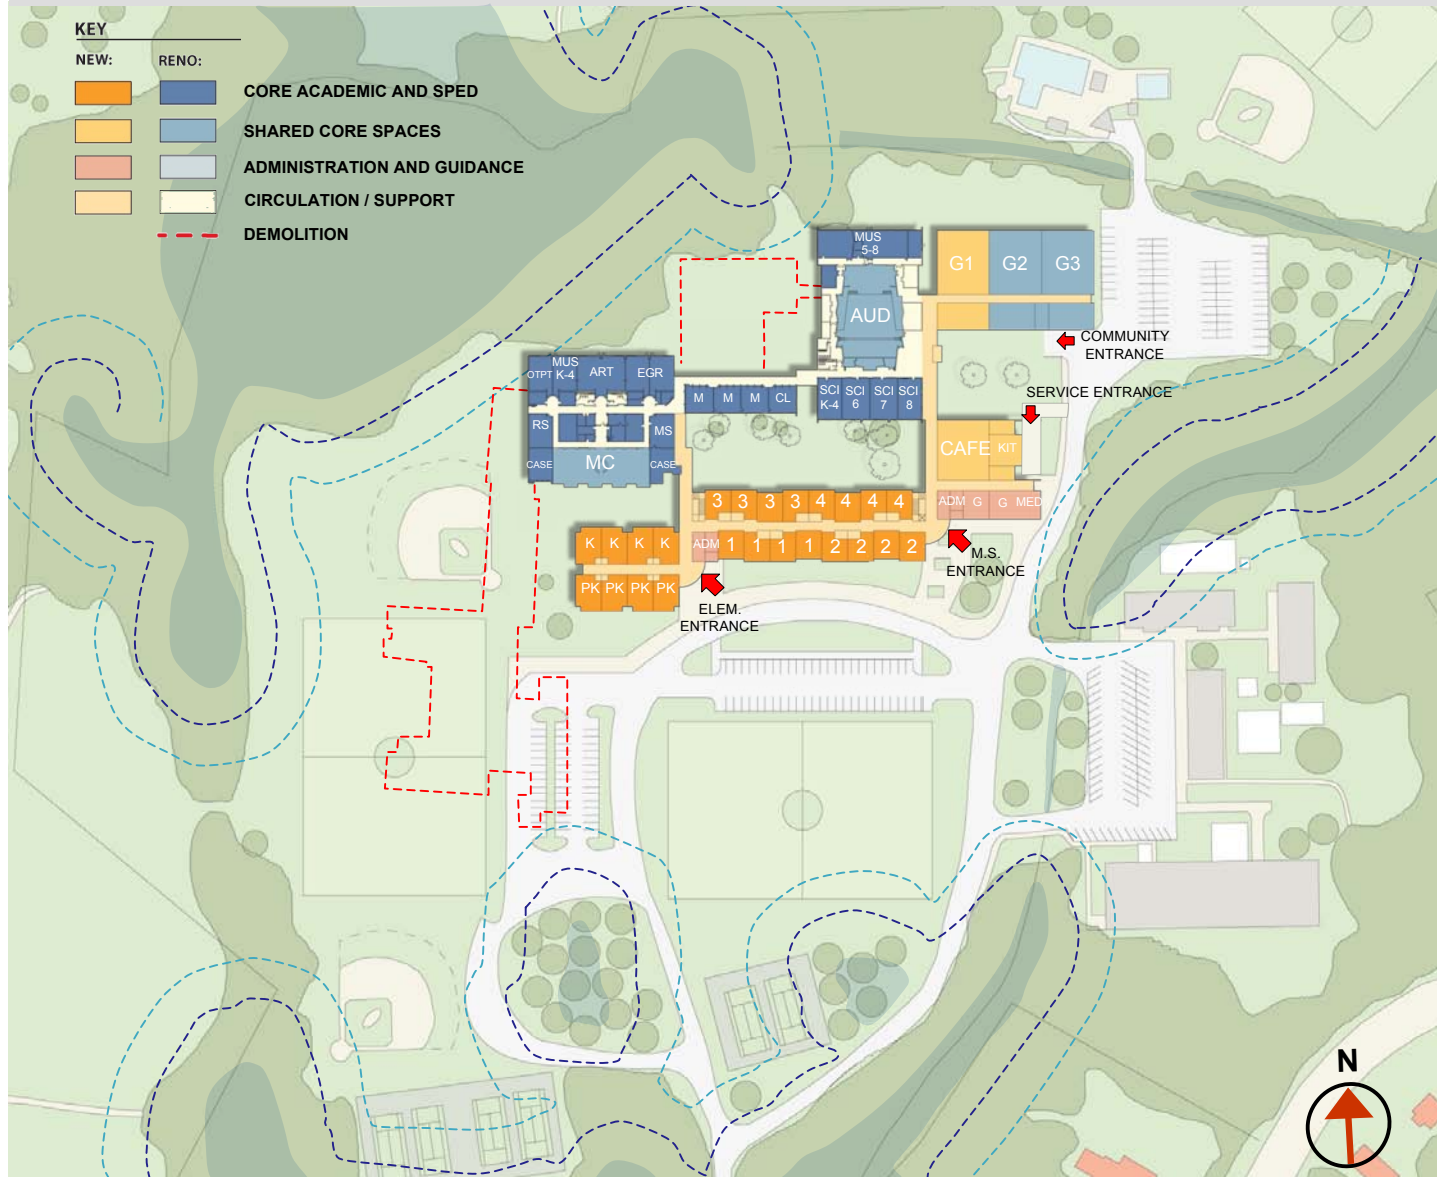 KEY
NEW: RENO:
CORE ACADEMIC AND SPED
SHARED CORE SPACES
ADMINISTRATION AND GUIDANCE
CIRCULATION / SUPPORT
DEMOLITION
MUS
5-8
G1 G2 G3
AUD
COMMUNITY
ENTRANCE
OTPT MUS
K-4 ART EGR
M M M CL
SCI
K-4 SCI
6 SCI
7 SCI
8
SERVICE ENTRANCE
RS MS
CASE MC CASE
CAFE KIT
3 3 3 3 4 4 4 4
ADM G G MED
K K K K
ADM 1 1 1 1 2 2 2 2
M.S.
ENTRANCE
PK PK PK PK
ELEM.
ENTRANCE
N